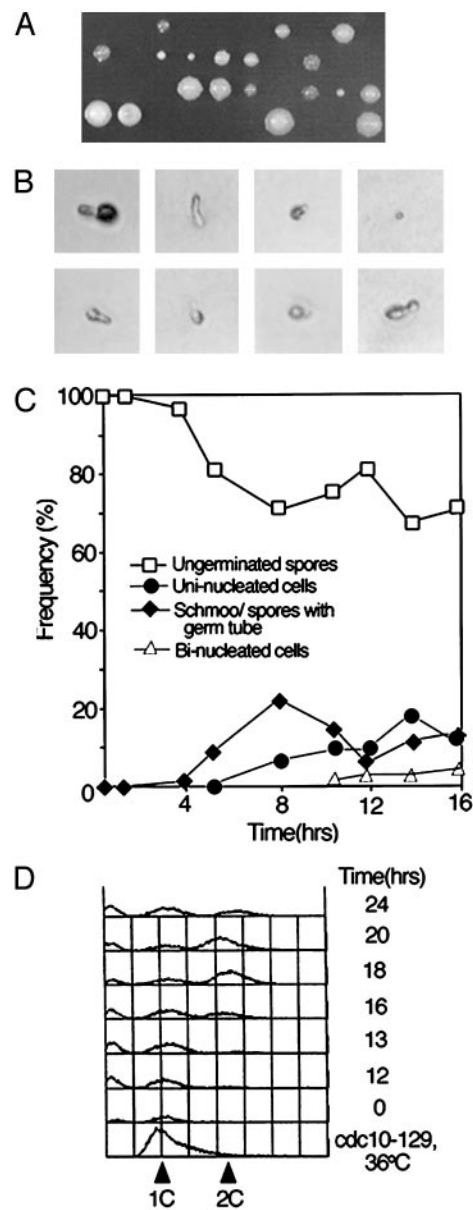 A
B
C
100
80
60
40
20
0
Frequency (%)
Ungerminated spores
Uni-nucleated cells
Schmoo/ spores with
germ tube
Bi-nucleated cells
4
8
12
16
Time(hrs)
D
Time(hrs)
24
20
18
16
13
12
0
cdc10-129,
36ºC
1C
2C